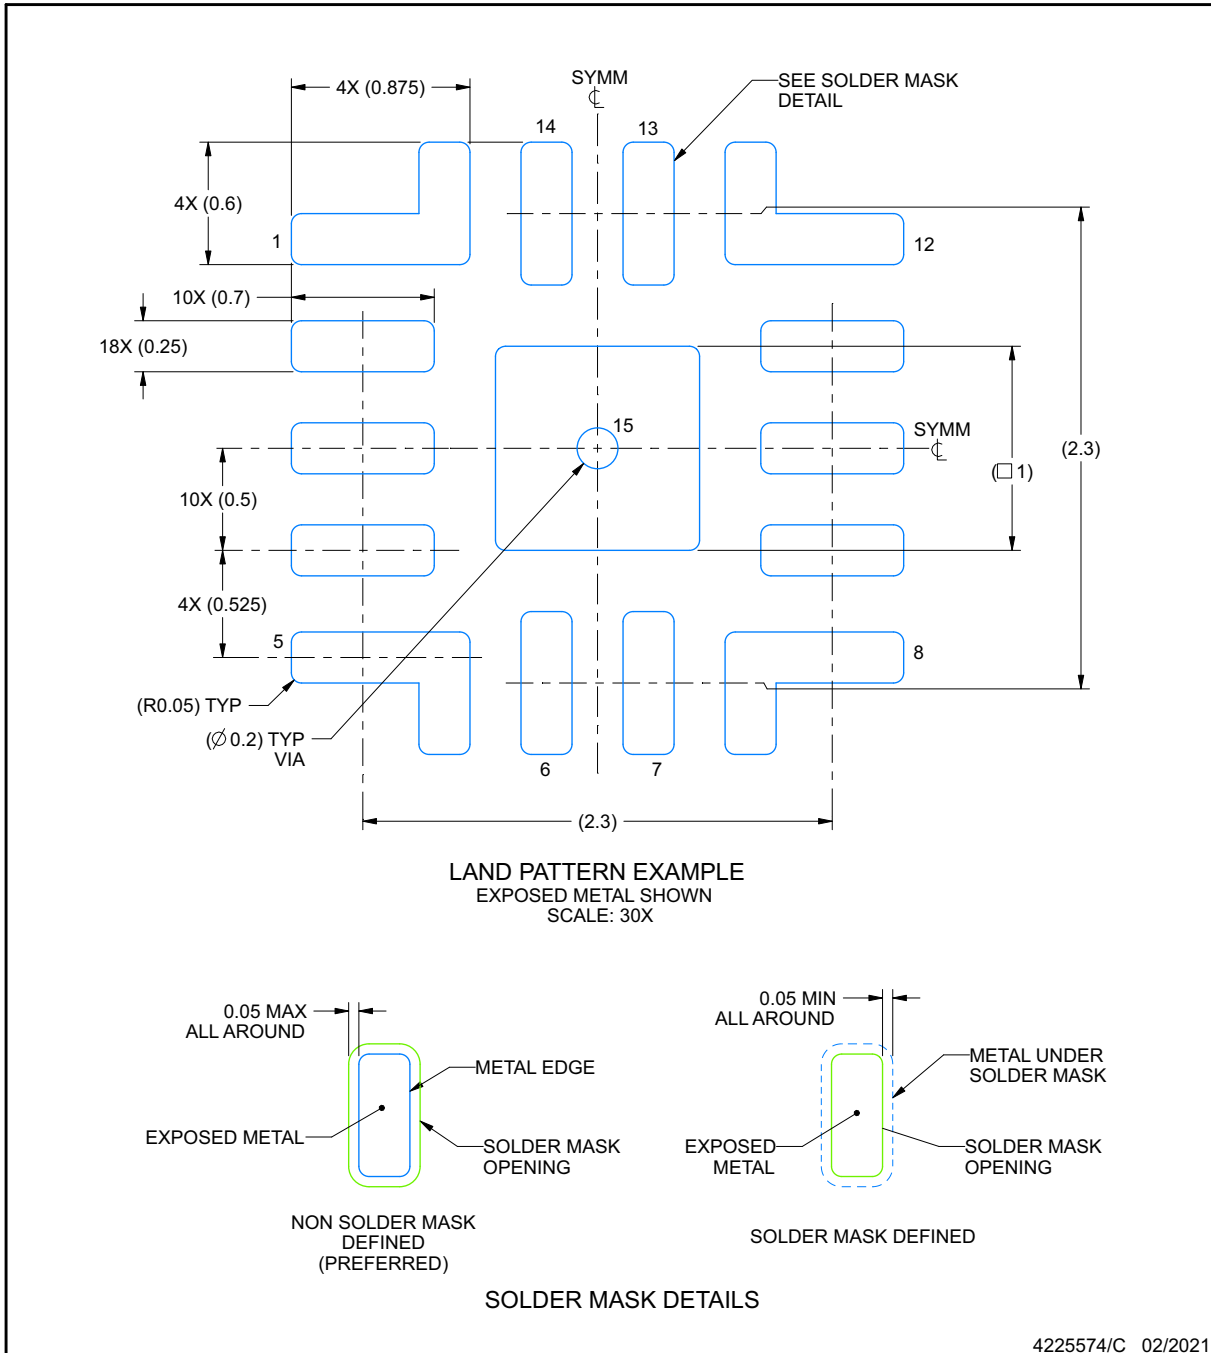 SYMM
℄
4X (0.875)
SEE SOLDER MASK
DETAIL
14
13
4X (0.6)
1
12
10X (0.7)
18X (0.25)
15
SYMM
℄
(2.3)
(□ 1)
10X (0.5)
4X (0.525)
5
8
(R0.05) TYP
(Ø 0.2) TYP
VIA
6
7
(2.3)
LAND PATTERN EXAMPLE
EXPOSED METAL SHOWN
SCALE: 30X
0.05 MAX
ALL AROUND
METAL EDGE
EXPOSED METAL
SOLDER MASK
OPENING
NON SOLDER MASK
DEFINED
(PREFERRED)
0.05 MIN
ALL AROUND
METAL UNDER
SOLDER MASK
EXPOSED
METAL
SOLDER MASK
OPENING
SOLDER MASK DEFINED
SOLDER MASK DETAILS
4225574/C 02/2021